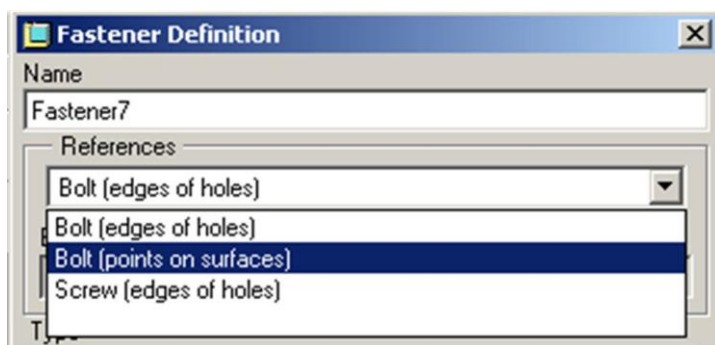 Fastener Definition
Name
Fastener7
References
Bolt (edges of holes)
Bolt (edges of holes)
Bolt (points on surfaces)
Screw (edges of holes)
Type